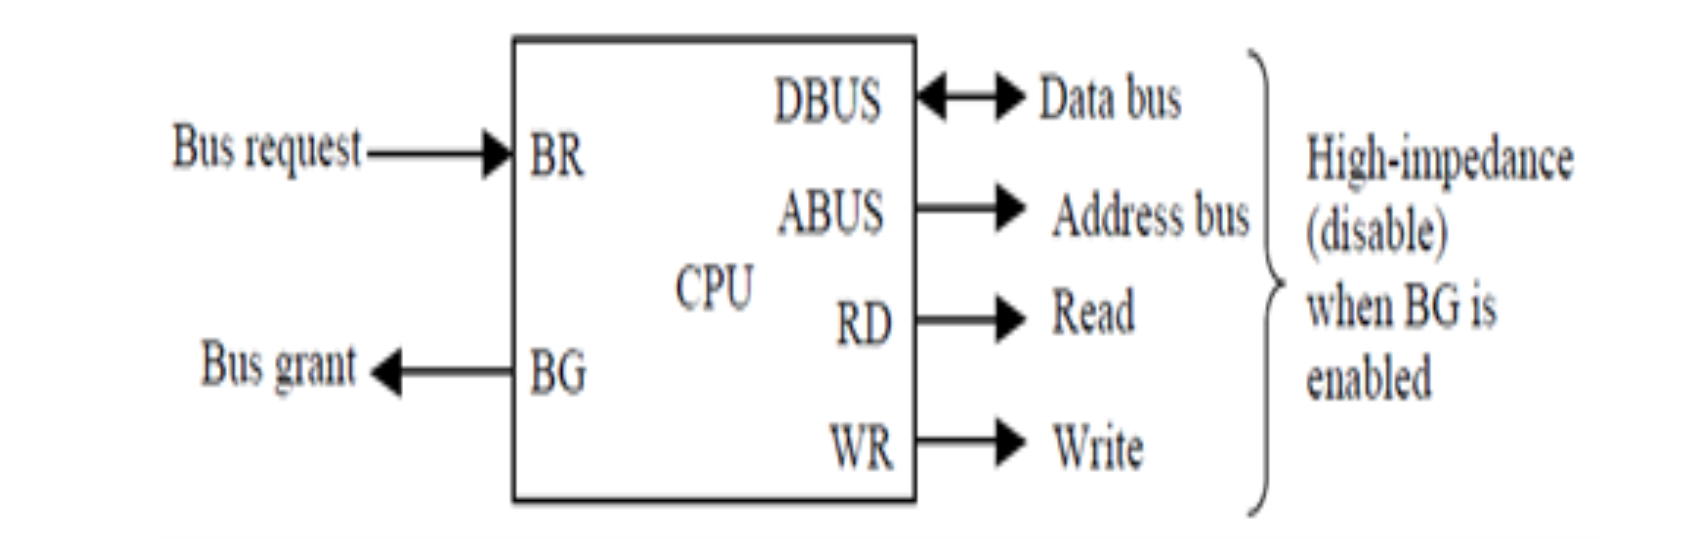 Bus request
BR
Bus grant
BG
CPU
DBUS
Data bus
ABUS
Address bus
RD
Read
WR
Write
High-impedance
(disable)
when BG is
enabled